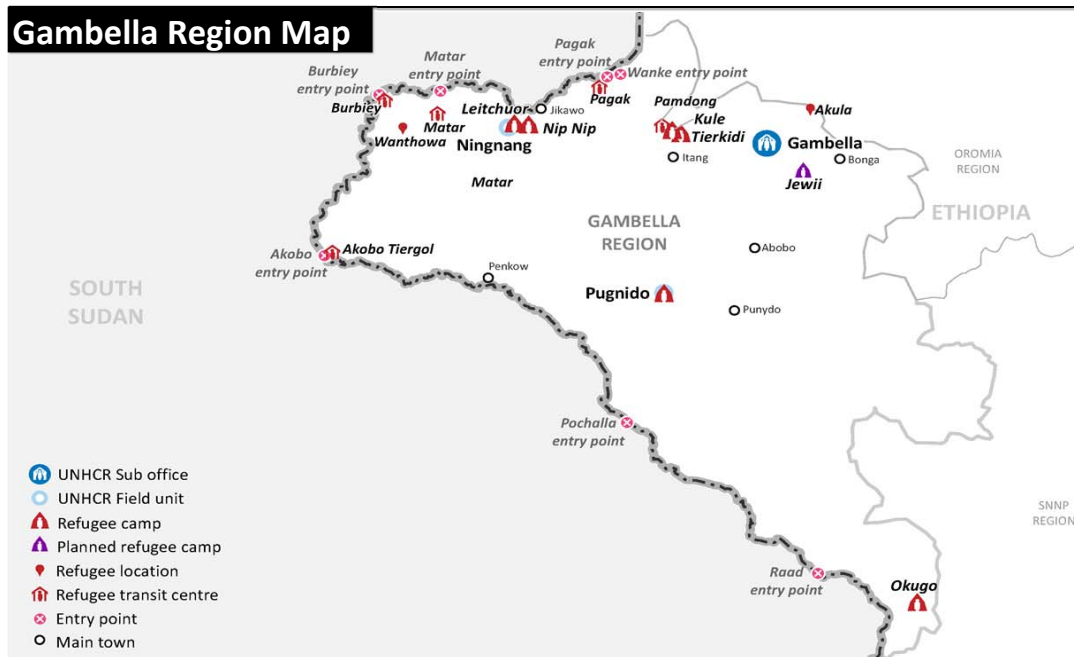 Gambella Region Map
Pagak
entry point
Matar
entry point
Burbiey
entry point
Wanke entry point
Burbiey
Pagak
Leitchuor
Jikawo
Pamdong
Akula
Matar
Wanthowa
Nip Nip
Kule
Ningnang
Tierkidi
Gambella
Itang
Bonga
OROMIA
REGION
Matar
Jewii
ETHIOPIA
GAMBELLA
REGION
Akobo Tiergol
Akobo
entry point
Abobo
Penkow
SOUTH
SUDAN
Pugnido
Punydo
Pochalla
entry point
UNHCR Sub office
UNHCR Field unit
Refugee camp
Planned refugee camp
Refugee location
Refugee transit centre
Entry point
Main town
SNNP
REGION
Raad
entry point
Okugo